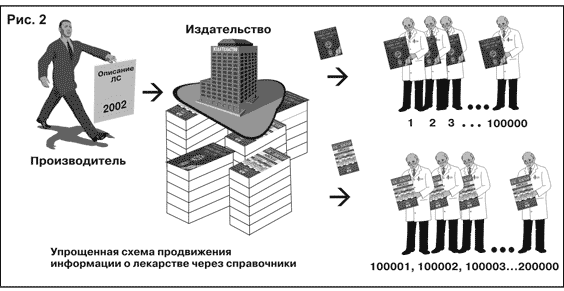 Рис. 2
Издательство
Описание
ЛС
2002
ИЗДАТЕЛЬСТВО
Производитель
1 2 3 ... 100000
100001, 100002, 100003...200000
Упрощенная схема продвижения
информации о лекарстве через справочники